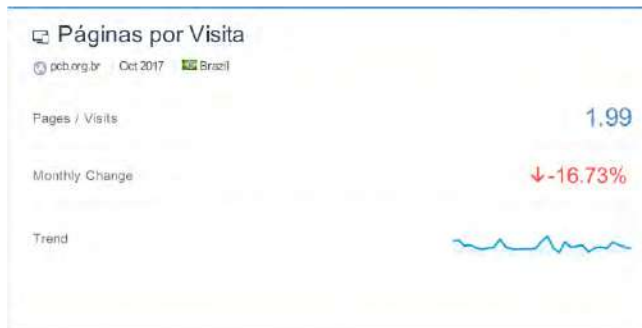 Páginas por Visita
pcb.org.br Oct 2017 Brazil
Pages / Visits 1.99
Monthly Change ↓-16.73%
Trend